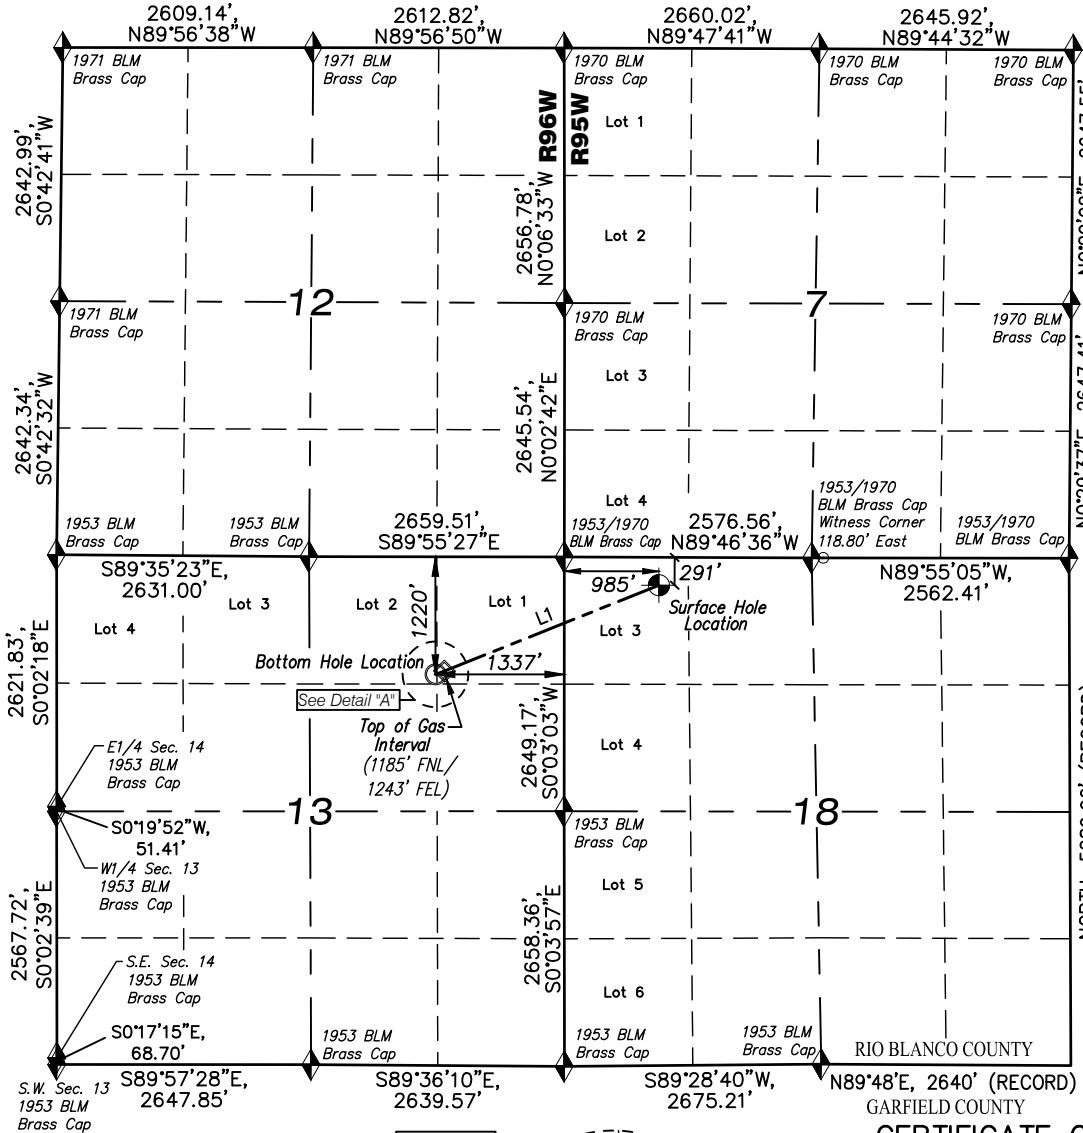 2609.14',
N89°56'38"W
2612.82',
N89°56'50"W
2660.02',
N89°47'41"W
2645.92',
N89°44'32"W
1971 BLM
Brass Cap
1971 BLM
Brass Cap
1970 BLM
Brass Cap
1970 BLM
Brass Cap
1970 BLM
Brass Cap
2642.99',
S0°42'41"W
R96W
R95W
Lot 1
2656.78',
N0°06'33"W
Lot 2
12
7
1971 BLM
Brass Cap
1970 BLM
Brass Cap
1970 BLM
Brass Cap
Lot 3
2642.34',
S0°42'32"W
2645.54',
N0°02'42"E
Lot 4
1953 BLM
Brass Cap
1953 BLM
Brass Cap
2659.51',
S89°55'27"E
1953/1970
BLM Brass Cap
2576.56',
N89°46'36"W
1953/1970
BLM Brass Cap
Witness Corner
118.80' East
1953/1970
BLM Brass Cap
S89°35'23"E,
2631.00'
985'
291'
N89°55'05"W,
2562.41'
Lot 4
Lot 3
Lot 2
1220'
Lot 1
L1
Surface Hole
Location
Lot 3
2621.83'
S0°02'18"E
Bottom Hole Location
1337'
See Detail "A"
Top of Gas
Interval
(1185' FNL/
1243' FEL)
2649.17',
S0°03'03"W
Lot 4
E1/4 Sec. 14
1953 BLM
Brass Cap
13
18
S0°19'52"W,
51.41'
1953 BLM
Brass Cap
W1/4 Sec. 13
1953 BLM
Brass Cap
Lot 5
2567.72',
S0°02'39"E
2658.36',
S0°03'57"E
S.E. Sec. 14
1953 BLM
Brass Cap
Lot 6
S0°17'15"E,
68.70'
1953 BLM
Brass Cap
1953 BLM
Brass Cap
1953 BLM
Brass Cap
RIO BLANCO COUNTY
S.W. Sec. 13
1953 BLM
Brass Cap
S89°57'28"E,
2647.85'
S89°36'10"E,
2639.57'
S89°28'40"W,
2675.21'
N89°48'E, 2640' (RECORD)
GARFIELD COUNTY